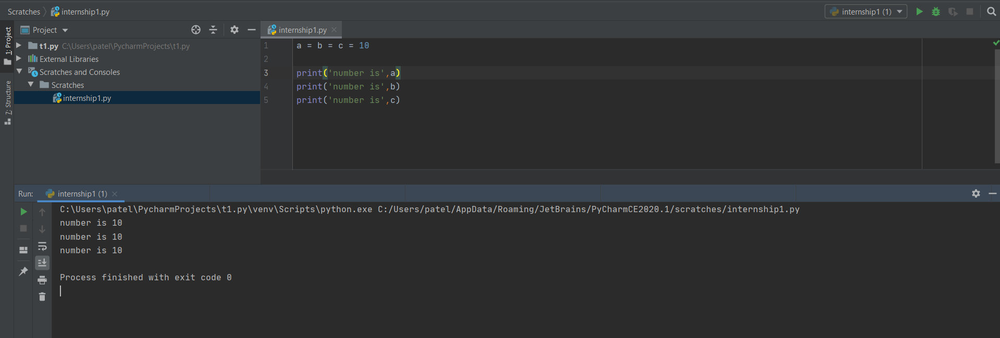 Scratches internship1.py internship1 (1)
1: Project
7: Structure
Project
t1.py C:\Users\patel\PycharmProjects\t1.py
External Libraries
Scratches and Consoles
Scratches
internship1.py
internship1.py
1 a = b = c = 10
2
3 print('number is',a)
4 print('number is',b)
5 print('number is',c)
Run: internship1 (1)
C:\Users\patel\PycharmProjects\t1.py\venv\Scripts\python.exe C:/Users/patel/AppData/Roaming/JetBrains/PyCharmCE2020.1/scratches/internship1.py
number is 10
number is 10
number is 10
Process finished with exit code 0